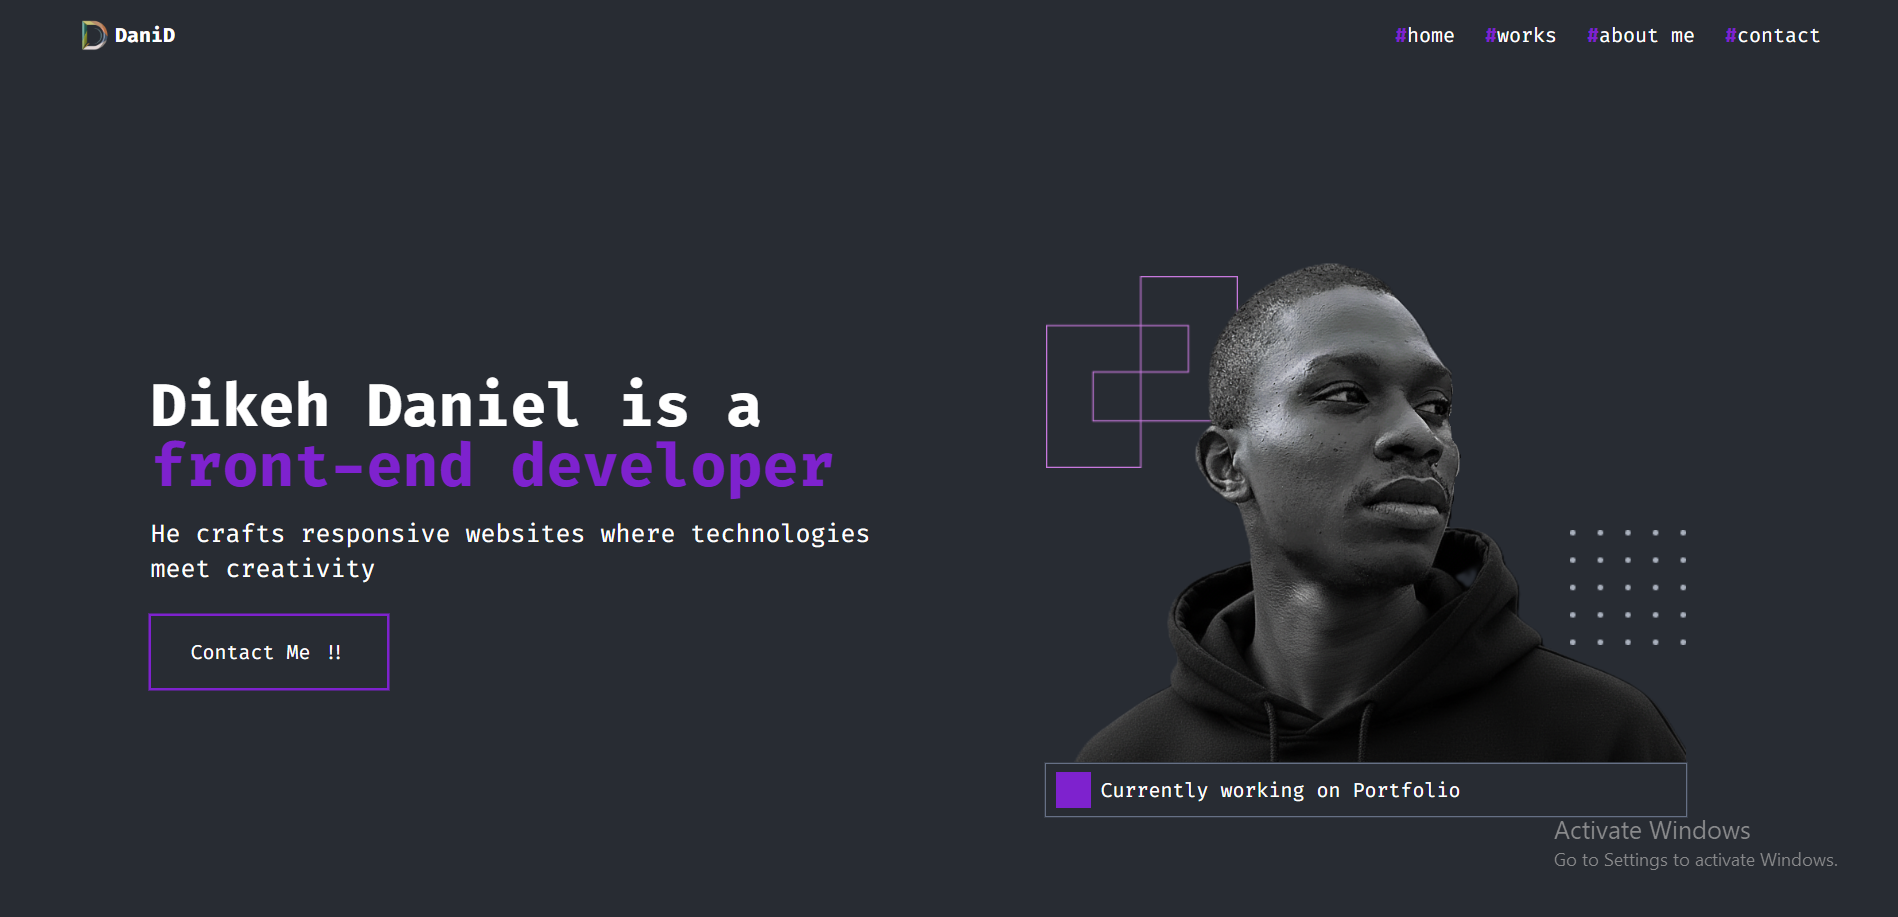 DaniD
#home #works #about me #contact
Dikeh Daniel is a
front-end developer
He crafts responsive websites where technologies
meet creativity
Contact Me !!
Currently working on Portfolio
Activate Windows
Go to Settings to activate Windows.